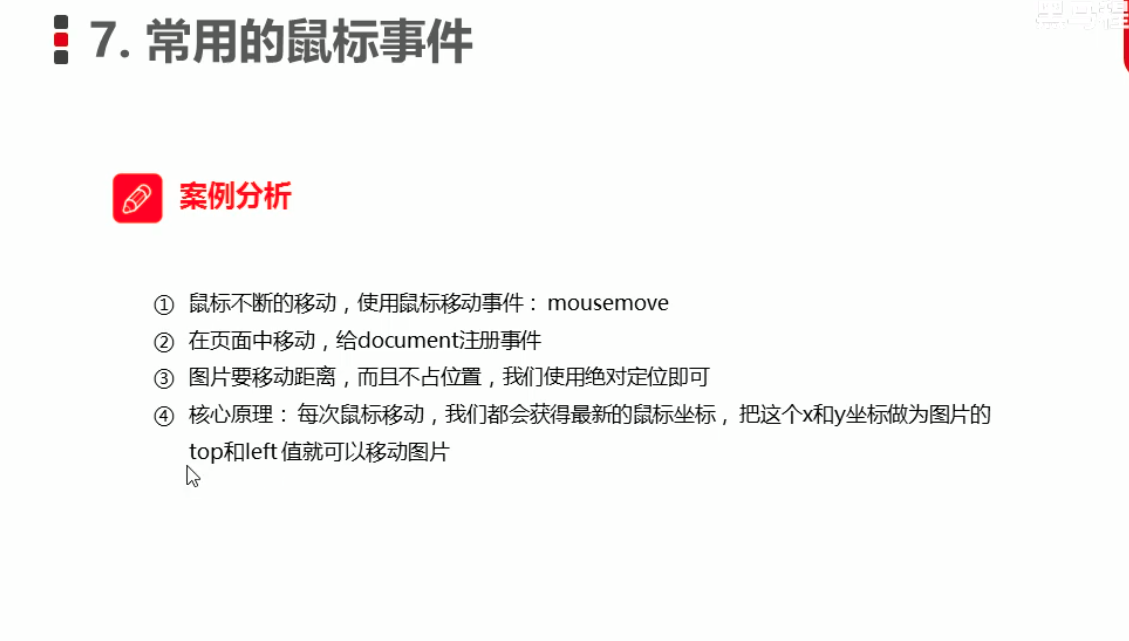 7. 常用的鼠标事件
案例分析
① 鼠标不断的移动，使用鼠标移动事件： mousemove
② 在页面中移动，给document注册事件
③ 图片要移动距离，而且不占位置，我们使用绝对定位即可
④ 核心原理： 每次鼠标移动，我们都会获得最新的鼠标坐标， 把这个x和y坐标做为图片的
top和left 值就可以移动图片